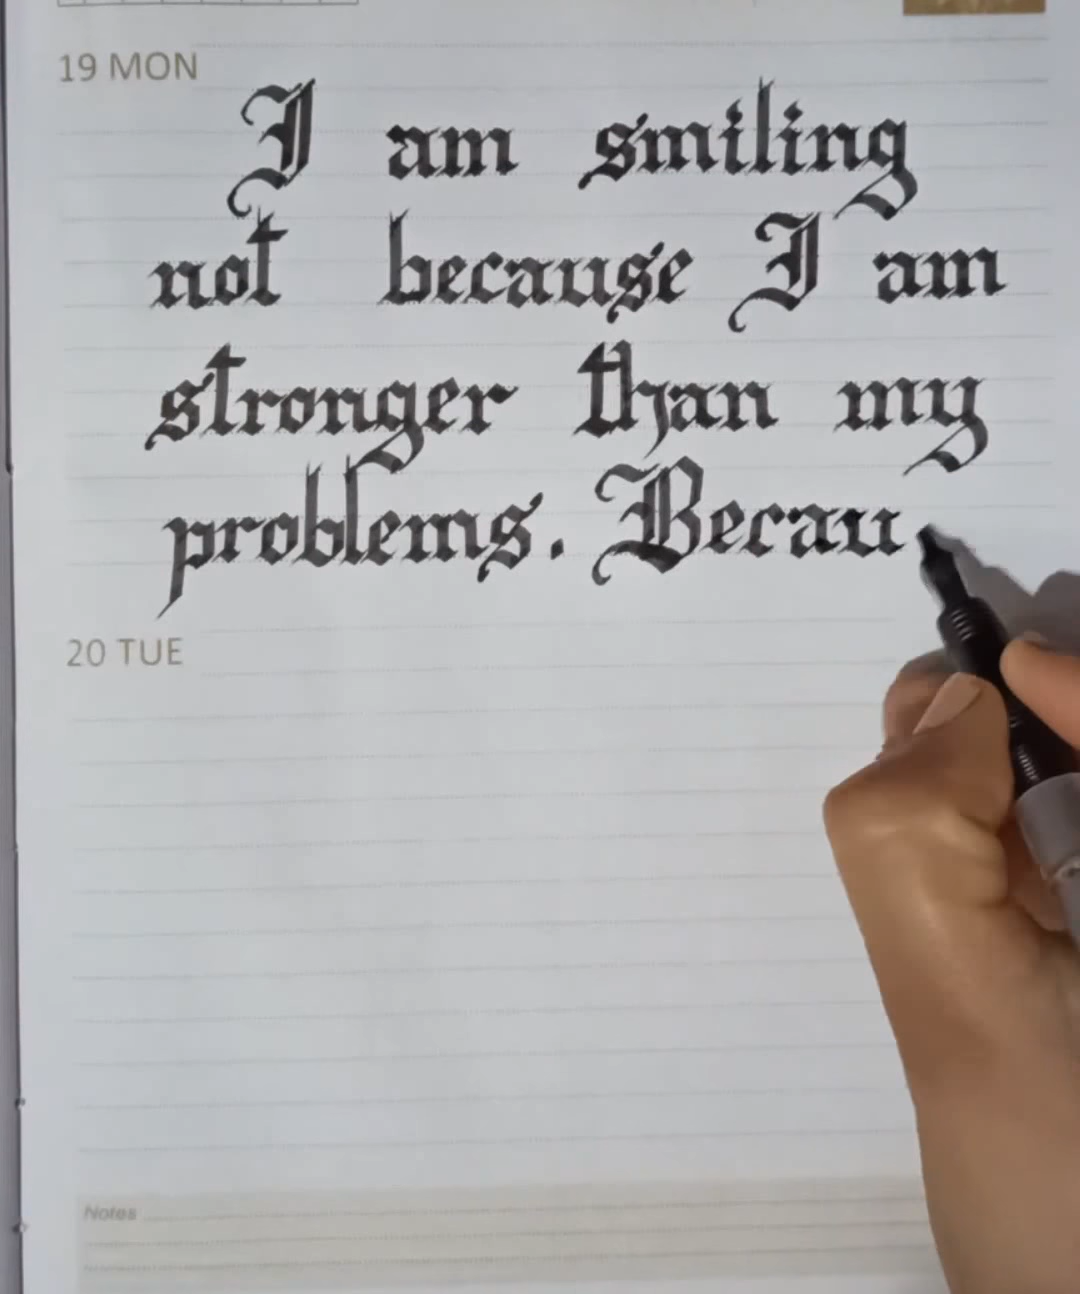 19 MON
I am smiling
not because I am
stronger than my
problems. Becau
20 TUE
Notes